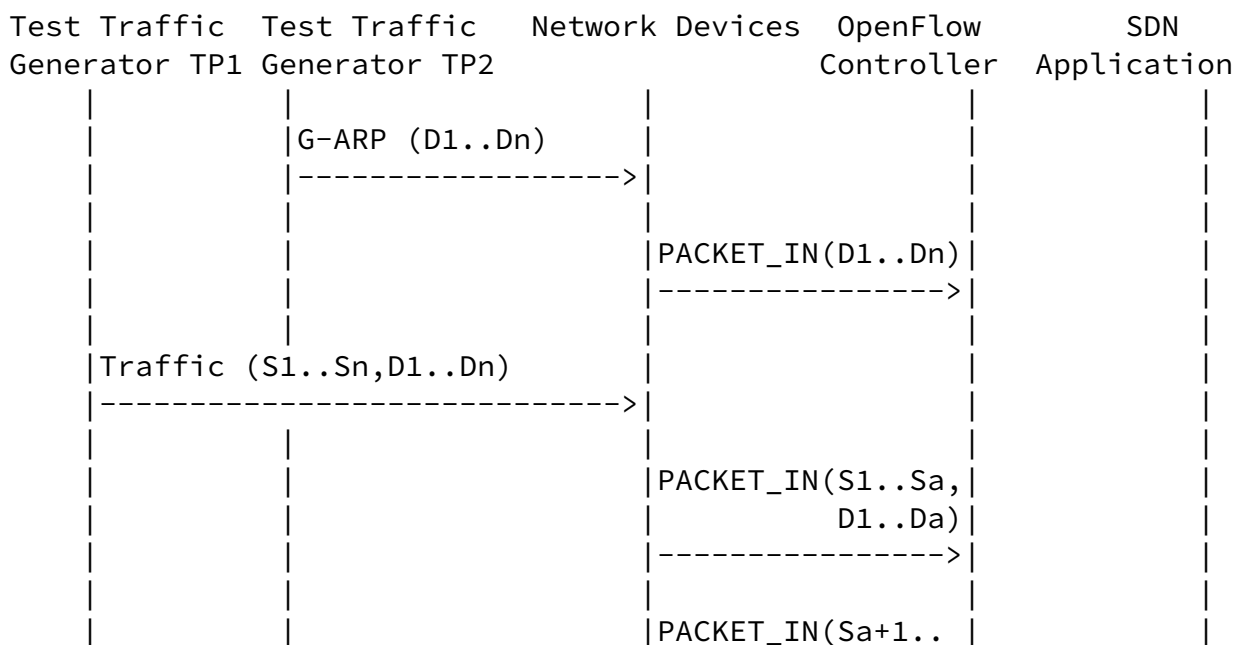 Test Traffic  Test Traffic   Network Devices  OpenFlow        SDN
Generator TP1 Generator TP2                  Controller  Application
    |          |                   |                 |            |
    |          |G-ARP (D1..Dn)     |                 |            |
    |          |------------------>|                 |            |
    |          |                   |                 |            |
    |          |                   |PACKET_IN(D1..Dn)|            |
    |          |                   |---------------->|            |
    |          |                   |                 |            |
    |Traffic (S1..Sn,D1..Dn)       |                 |            |
    |----------------------------->|                 |            |
    |          |                   |                 |            |
    |          |                   |PACKET_IN(S1..Sa,|            |
    |          |                   |          D1..Da)|            |
    |          |                   |---------------->|            |
    |          |                   |                 |            |
    |          |                   |PACKET_IN(Sa+1.. |            |